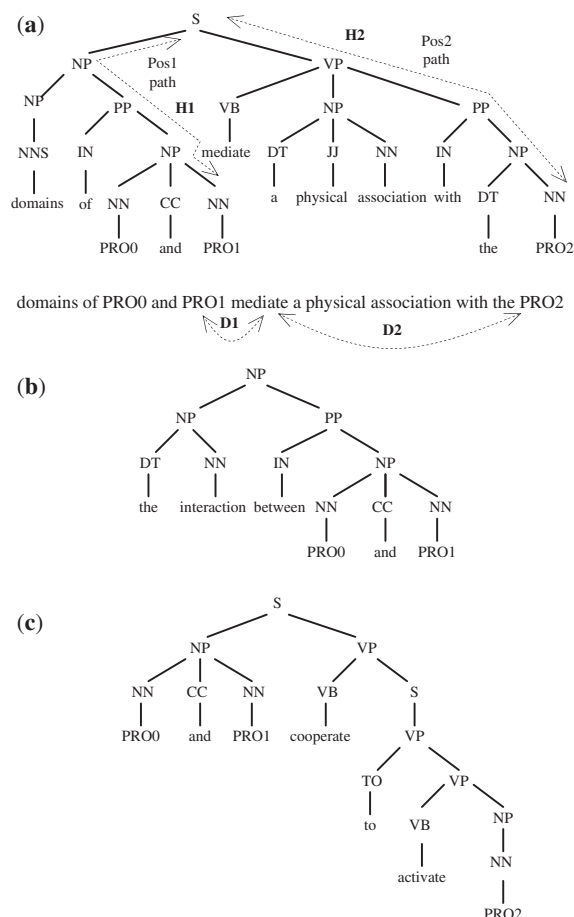 (a)
S
H2
Pos2
path
NP
Pos1
path
VP
NP
PP
H1
VB
NP
PP
NNS
IN
NP
mediate
DT
JJ
NN
IN
NP
domains
of
NN
CC
NN
a
physical
association
with
DT
NN
PRO0
and
PRO1
the
PRO2
domains of PRO0 and PRO1 mediate a physical association with the PRO2
D1
D2
(b)
NP
NP
PP
DT
NN
IN
NP
the
interaction
between
NN
CC
NN
PRO0
and
PRO1
(c)
S
NP
VP
NN
CC
NN
VB
S
PRO0
and
PRO1
cooperate
VP
TO
VP
to
VB
NP
NN
activate
PRO2